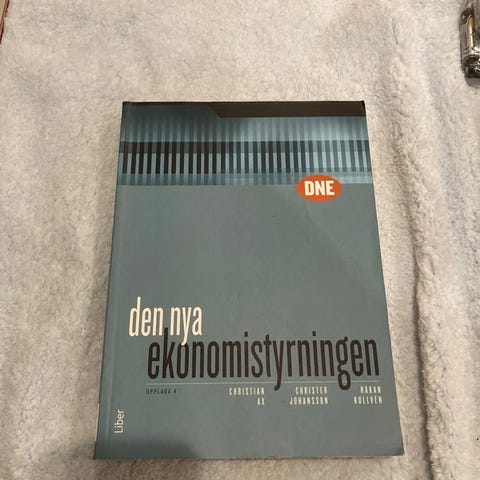 DNE
den nya
ekonomistyrningen
UPPLAGA 4
CHRISTIAN
AX
CHRISTER
JOHANSSON
HÅKAN
KULLVÉN
Liber